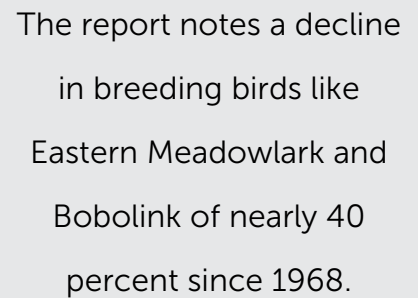 The report notes a decline
in breeding birds like
Eastern Meadowlark and
Bobolink of nearly 40
percent since 1968.